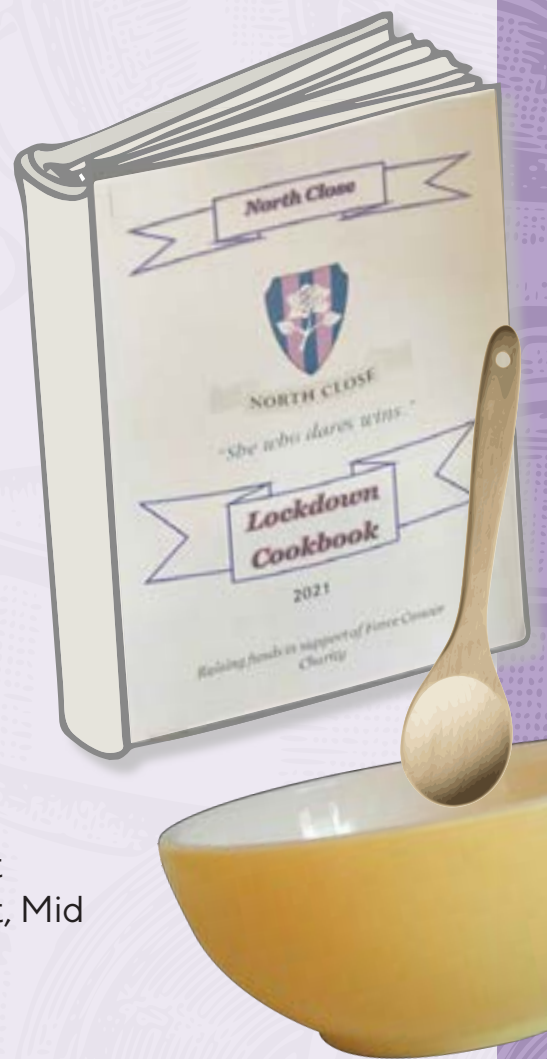 North Close
NORTH CLOSE
"She who dares wins."
Lockdown
Cookbook
2021
Raising funds in support of Force Cancer
Charity
t, Mid